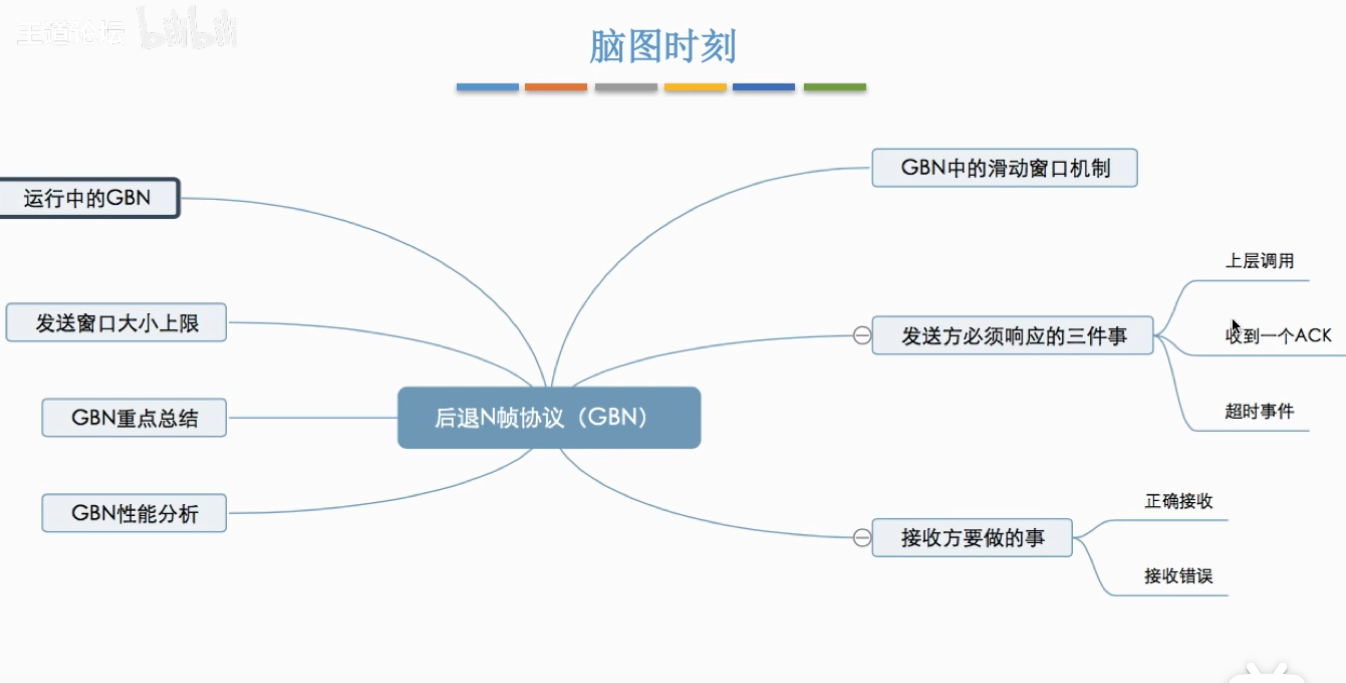 王道论坛 bilibili
脑图时刻
运行中的GBN
发送窗口大小上限
GBN重点总结
GBN性能分析
后退N帧协议（GBN）
GBN中的滑动窗口机制
发送方必须响应的三件事
上层调用
收到一个ACK
超时事件
接收方要做的事
正确接收
接收错误